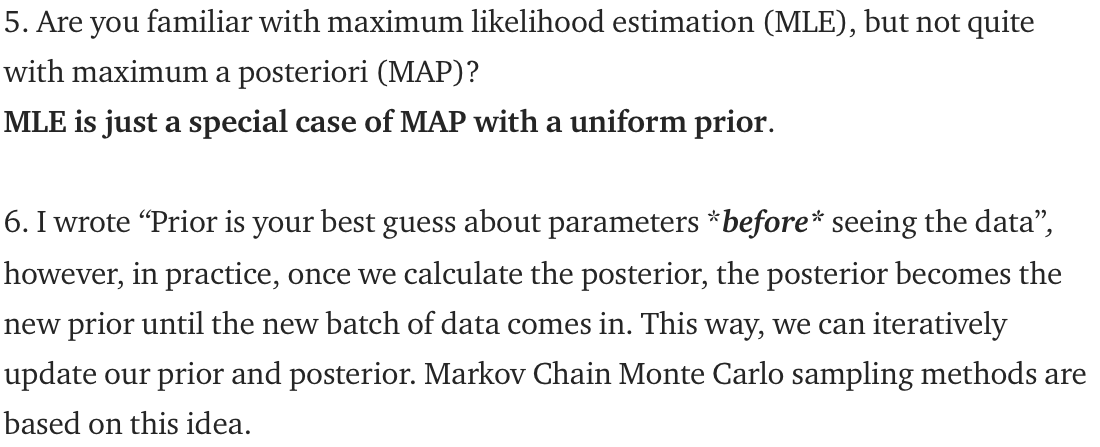 5. Are you familiar with maximum likelihood estimation (MLE), but not quite
with maximum a posteriori (MAP)?
MLE is just a special case of MAP with a uniform prior.
6. I wrote “Prior is your best guess about parameters *before* seeing the data”,
however, in practice, once we calculate the posterior, the posterior becomes the
new prior until the new batch of data comes in. This way, we can iteratively
update our prior and posterior. Markov Chain Monte Carlo sampling methods are
based on this idea.